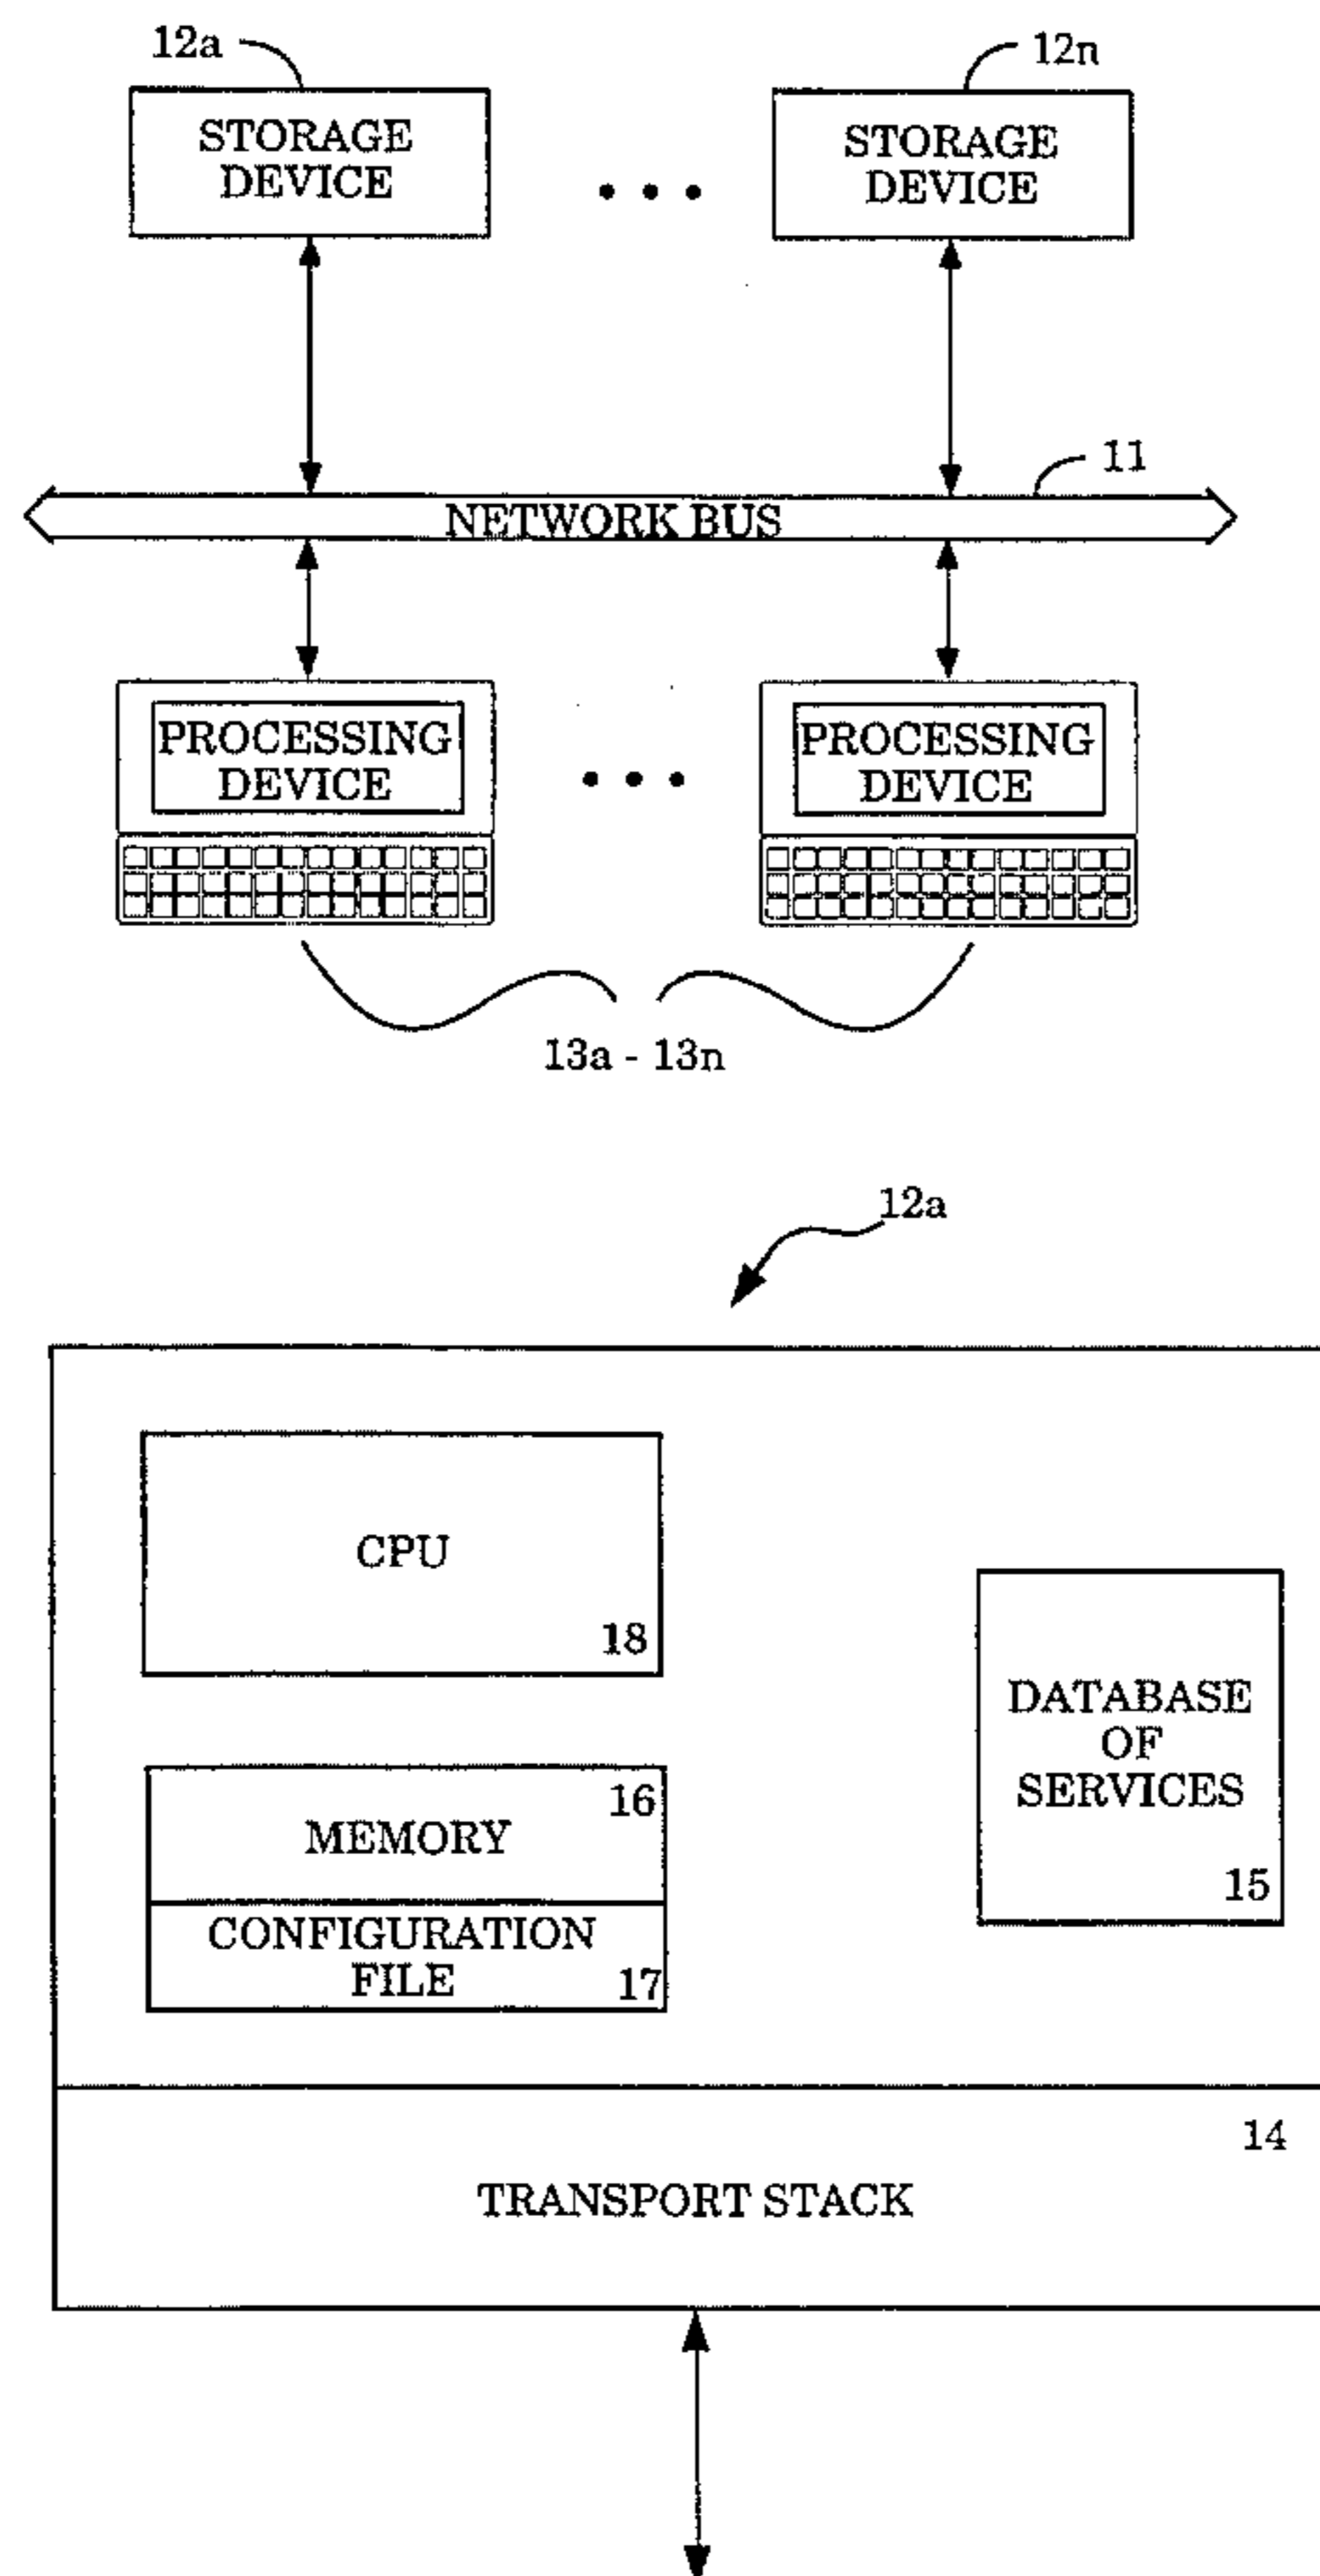 12a
12n
STORAGE
DEVICE
STORAGE
DEVICE
11
NETWORK BUS
PROCESSING
DEVICE
PROCESSING
DEVICE
13a - 13n
12a
CPU
18
16
MEMORY
CONFIGURATION
FILE
17
DATABASE
OF
SERVICES
15
14
TRANSPORT STACK